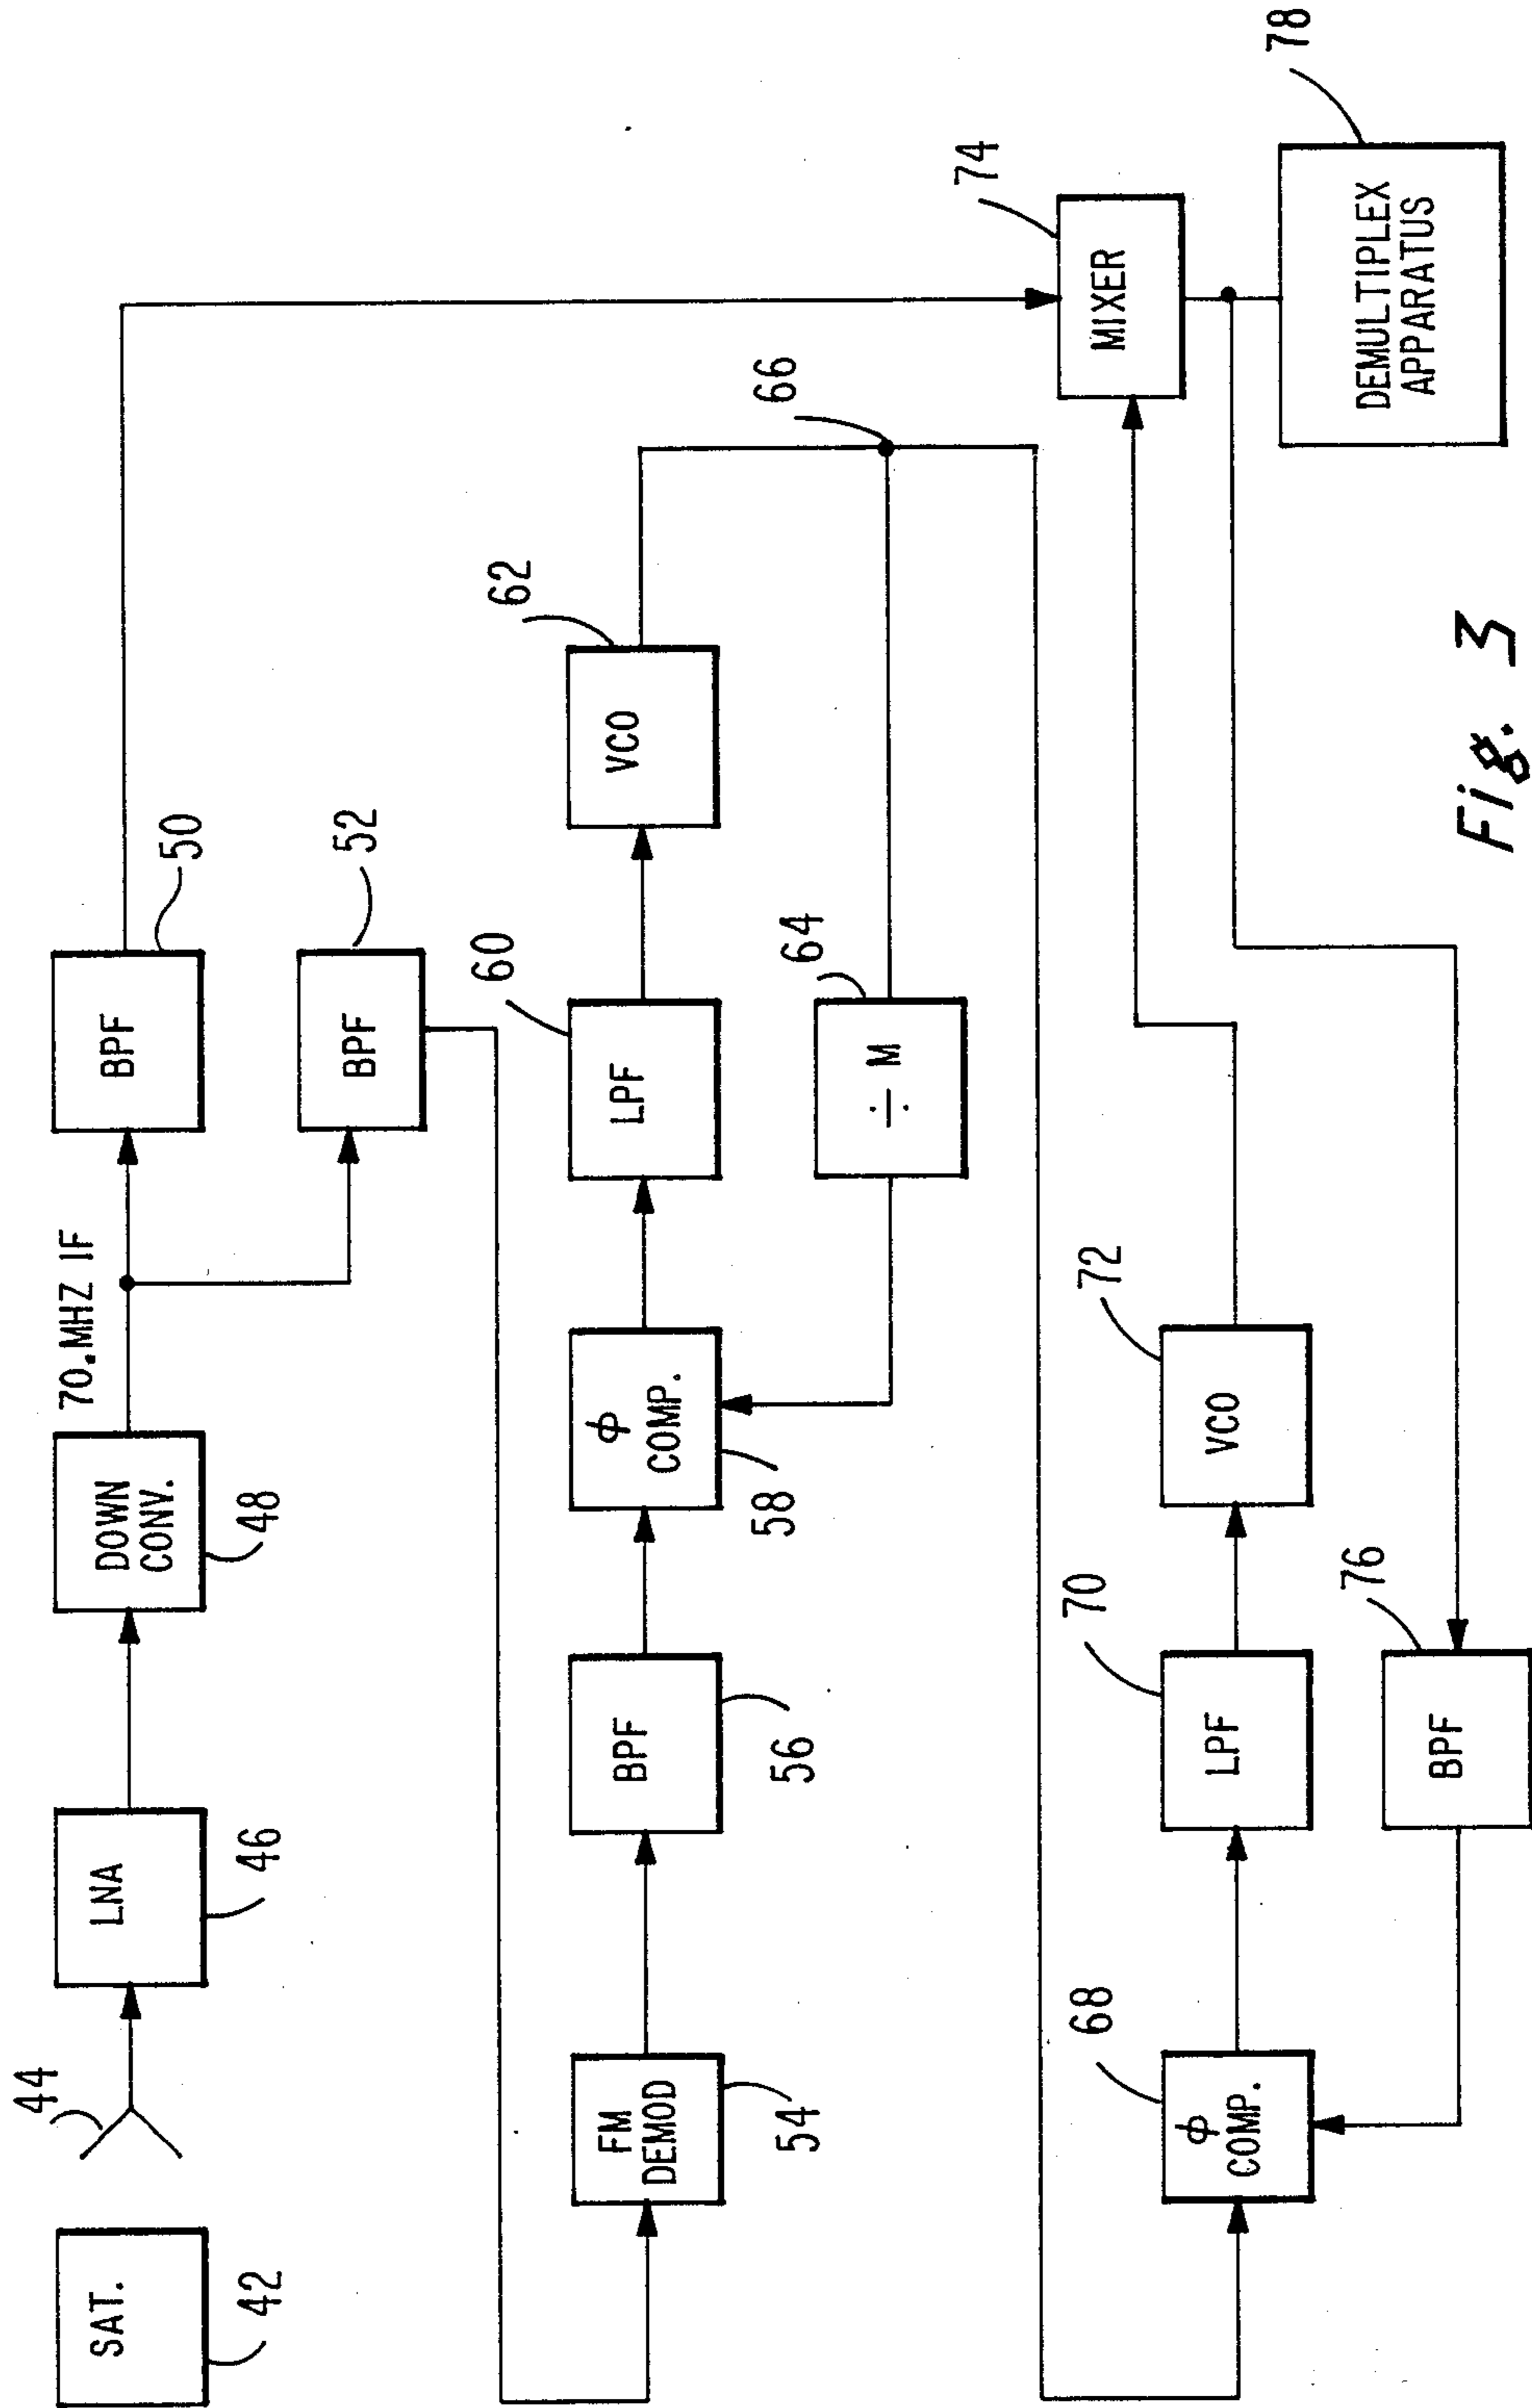 SAT.
42
44
LNA
46
DOWN
CONV.
48
70.MHZ IF
BPF
50
BPF
52
FM
DEMOD
54
BPF
56
ϕ
COMP.
58
LPF
60
VCO
62
÷ M
64
66
ϕ
COMP.
68
LPF
70
VCO
72
MIXER
74
BPF
76
DEMULTIPLEX
APPARATUS
78
Fig. 3